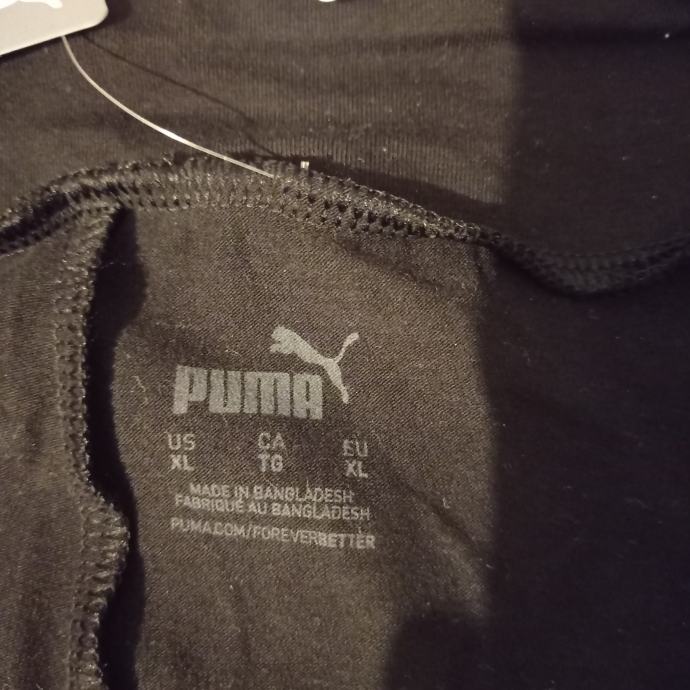 PUMA
US CA EU
XL TG XL
MADE IN BANGLADESH
FABRIQUÉ AU BANGLADESH
PUMA.COM/FOREVERBETTER